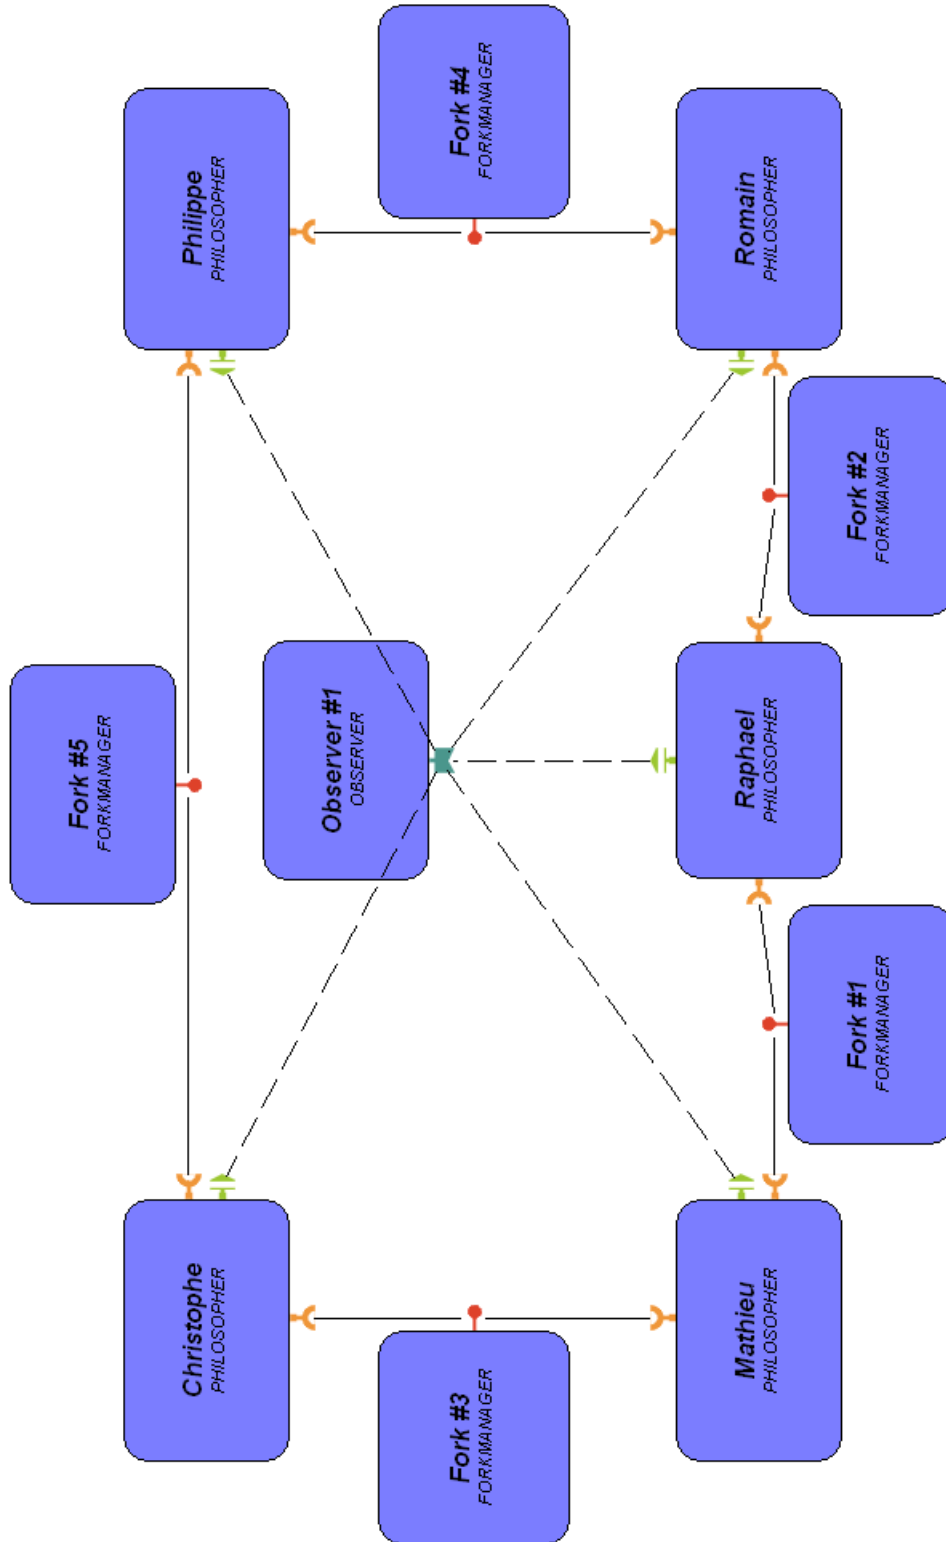 Fork #5
FORKMANAGER
Christophe
PHILOSOPHER
Philippe
PHILOSOPHER
Observer #1
OBSERVER
Fork #3
FORKMANAGER
Fork #4
FORKMANAGER
Mathieu
PHILOSOPHER
Raphael
PHILOSOPHER
Romain
PHILOSOPHER
Fork #1
FORKMANAGER
Fork #2
FORKMANAGER